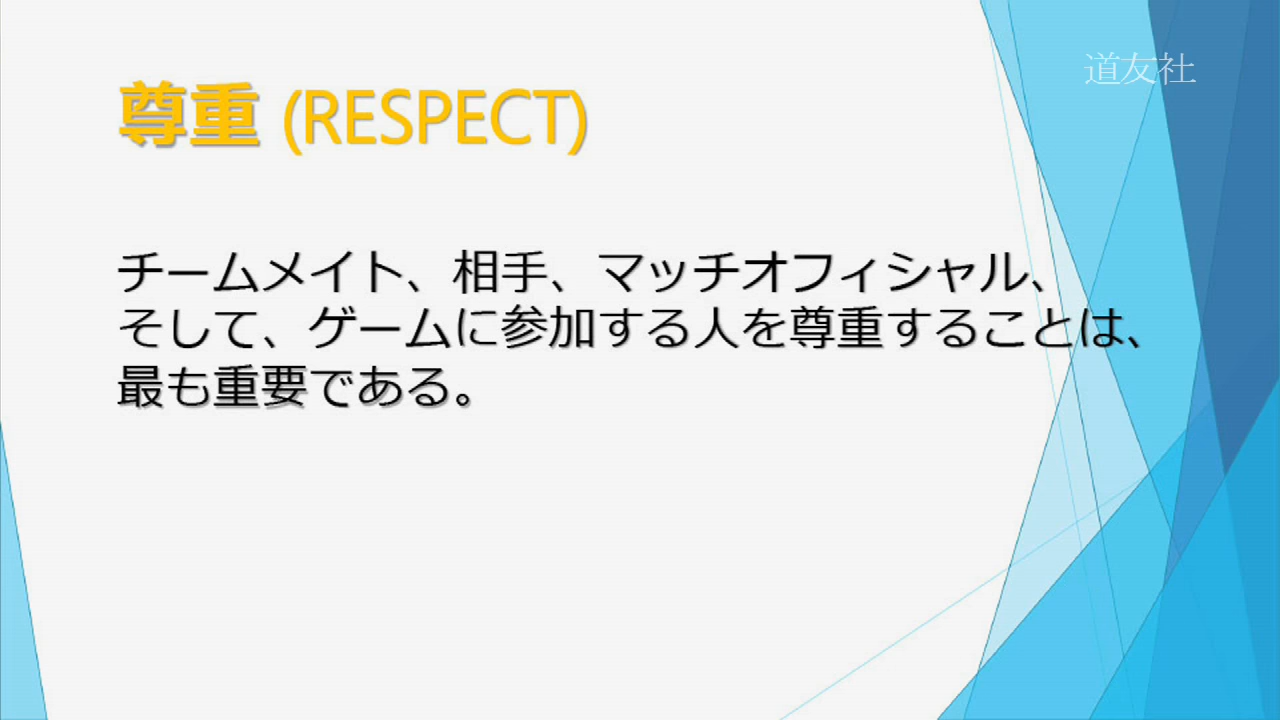 道友社
尊重 (RESPECT)
チームメイト、相手、マッチオフィシャル、
そして、ゲームに参加する人を尊重することは、
最も重要である。